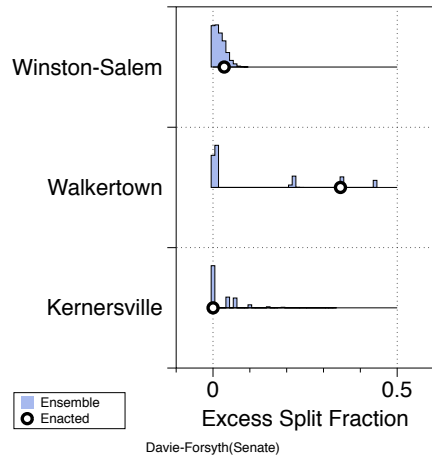 Winston-Salem
Walkertown
Kernersville
0
0.5
Ensemble
Enacted
Excess Split Fraction
Davie-Forsyth(Senate)